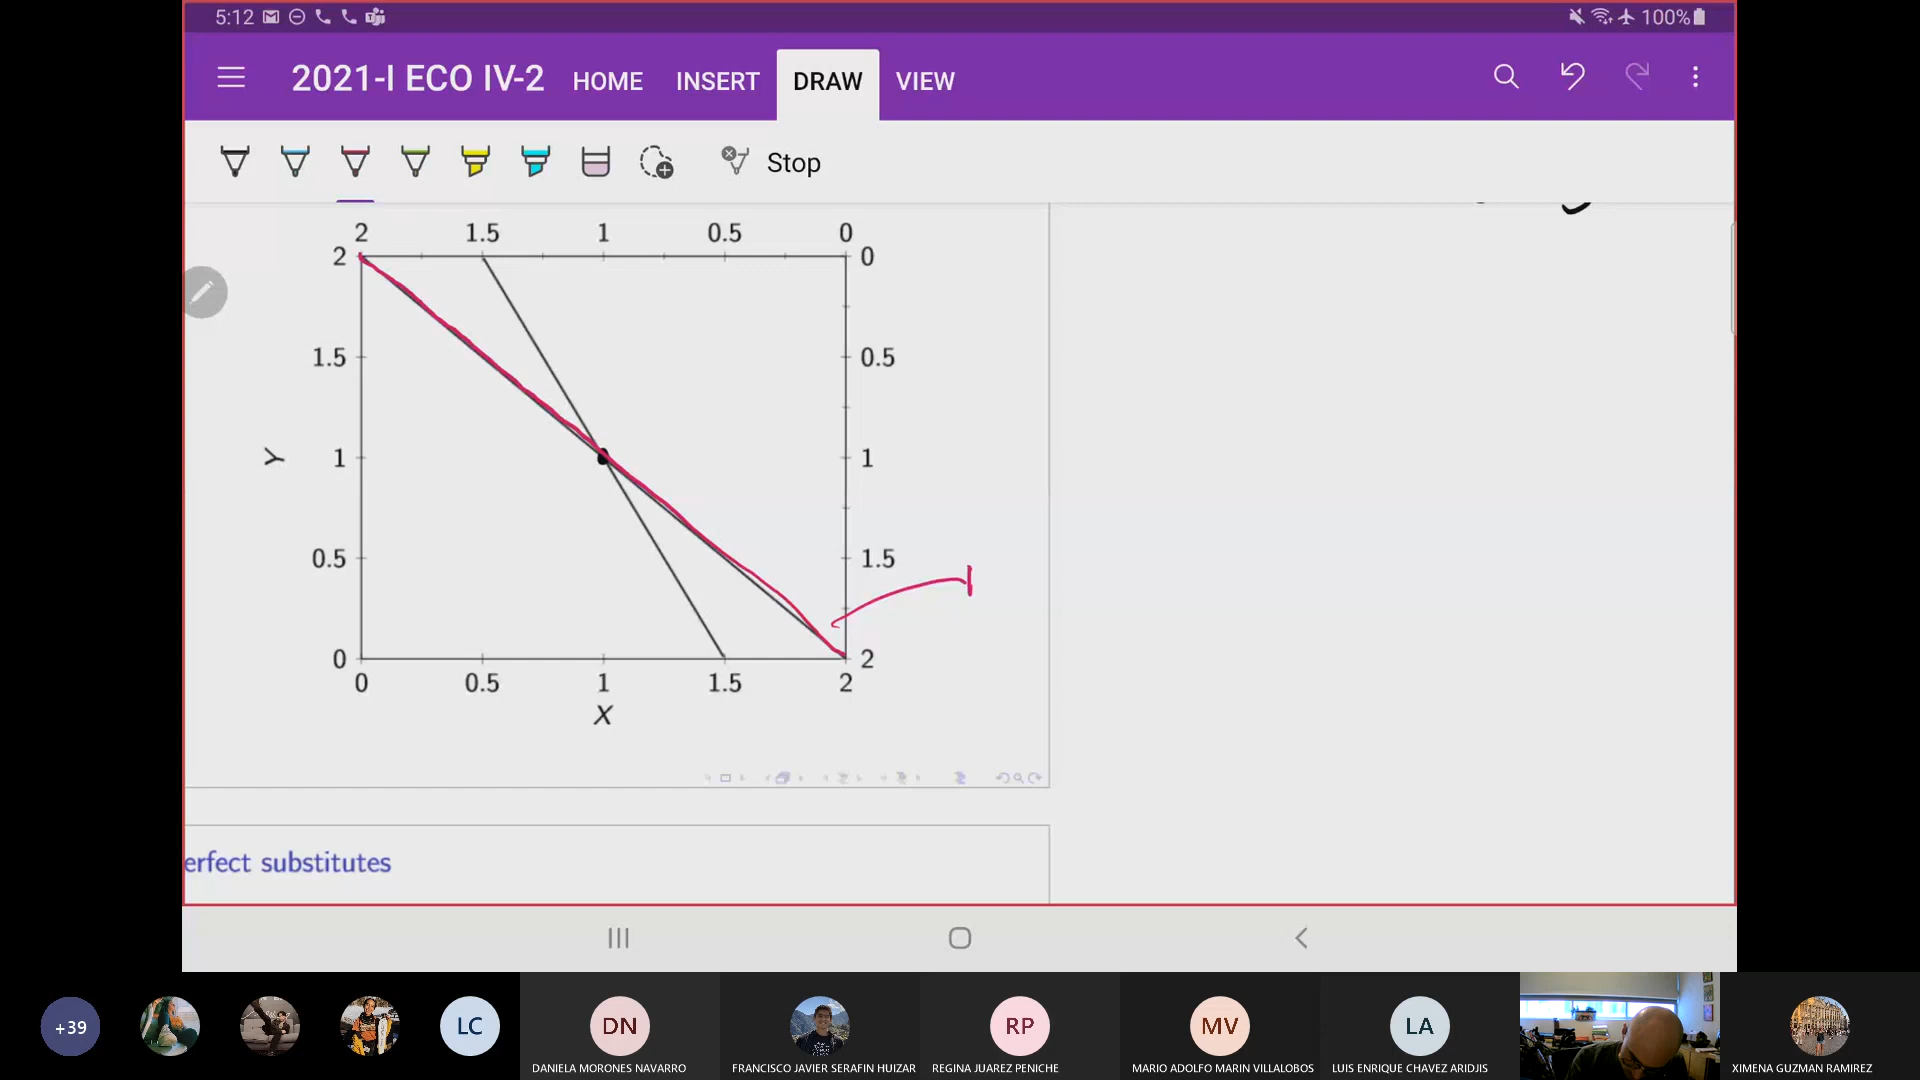 5:12 100%
2021-I ECO IV-2 HOME INSERT DRAW VIEW
Stop
2 1.5 1 0.5 0
2 0
1.5 0.5
Y 1 1
0.5 1.5
1
0 2
0 0.5 1 1.5 2
X
erfect substitutes
+39 LC DN RP MV LA
DANIELA MORONES NAVARRO FRANCISCO JAVIER SERAFIN HUIZAR REGINA JUAREZ PENICHE MARIO ADOLFO MARIN VILLALOBOS LUIS ENRIQUE CHAVEZ ARIDJIS XIMENA GUZMAN RAMIREZ